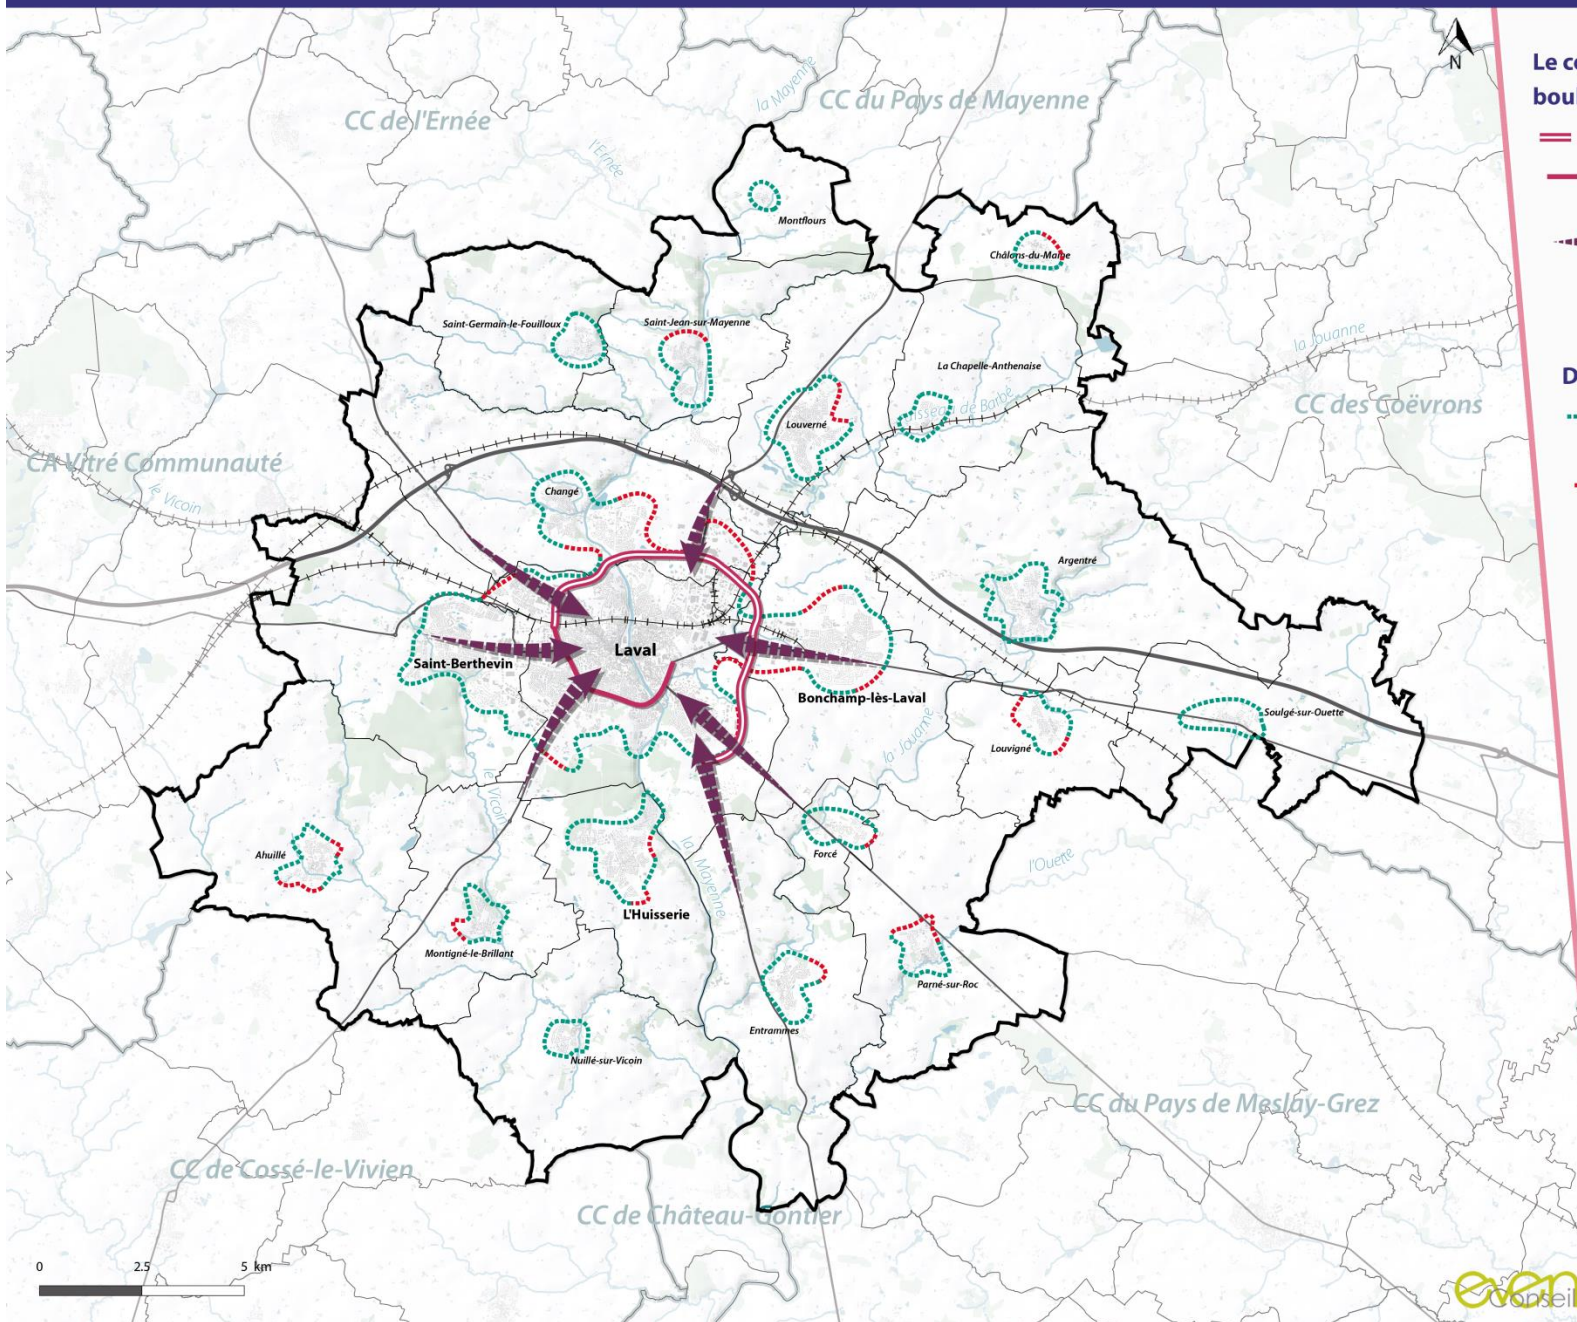 N
Le c
boul
la Mayenne
CC du Pays de Mayenne
CC de l'Ernée
l'Ernée
Montflours
Châlons-du-Maine
Saint-Germain-le-Fouilloux
Saint-Jean-sur-Mayenne
la Jouanne
La Chapelle-Anthenaise
D
CC des Coëvrons
de Barbé
Louverné
CA Vitré Communauté
le Vicoin
Changé
Argentré
Laval
Saint-Berthevin
Bonchamp-lès-Laval
Soulgé-sur-Ouette
la Jouanne
Louvigné
le Vicoin
Ahuillé
Forcé
la Mayenne
l'Ouette
L'Huisserie
Montigné-le-Brillant
Parné-sur-Roc
Entrammes
Nuillé-sur-Vicoin
CC du Pays de Meslay-Grez
CC de Cossé-le-Vivien
CC de Château-Gontier
0 2.5 5 km
even
Conseil